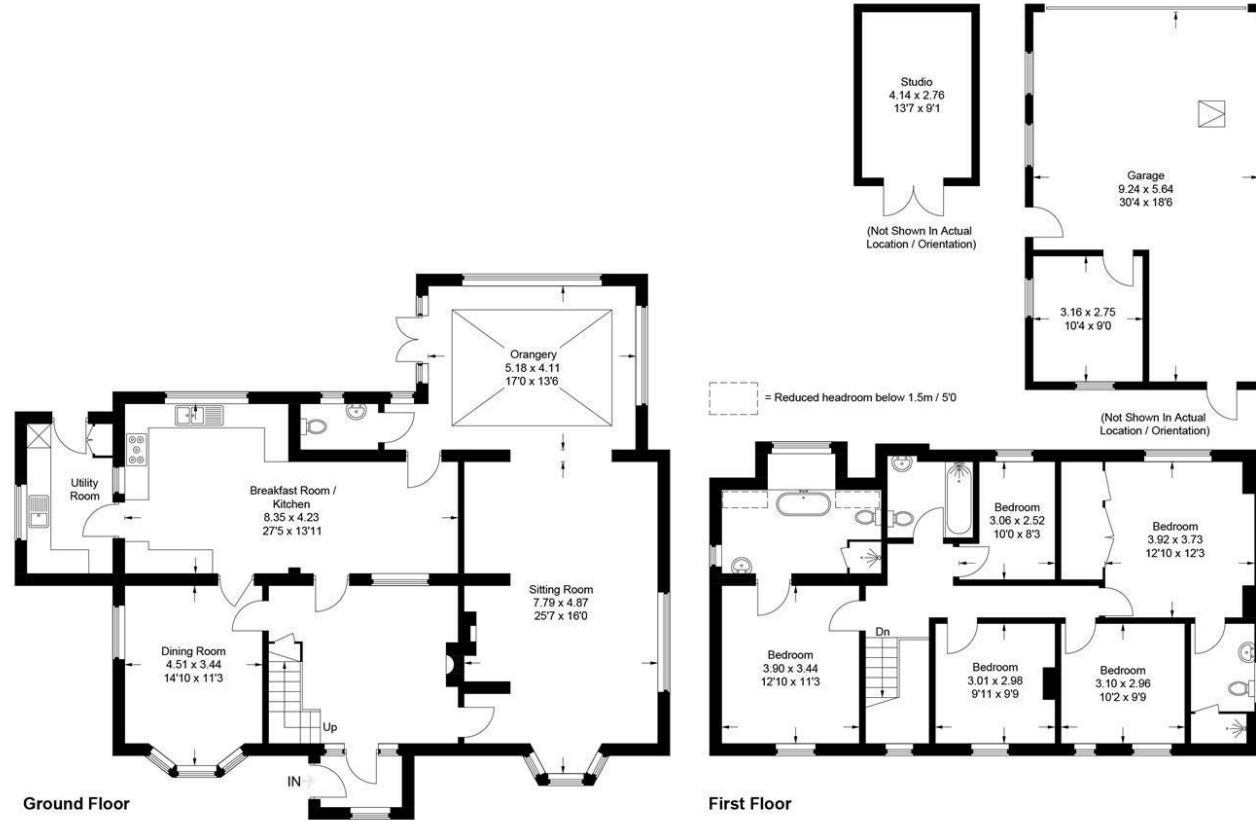 Studio
4.14 x 2.76
13'7 x 9'1
(Not Shown In Actual
Location / Orientation)
Garage
9.24 x 5.64
30'4 x 18'6
3.16 x 2.75
10'4 x 9'0
(Not Shown In Actual
Location / Orientation)
Orangery
5.18 x 4.11
17'0 x 13'6
Utility
Room
Breakfast Room /
Kitchen
8.35 x 4.23
27'5 x 13'11
Sitting Room
7.79 x 4.87
25'7 x 16'0
Dining Room
4.51 x 3.44
14'10 x 11'3
Up
IN
Ground Floor
= Reduced headroom below 1.5m / 5'0
Bedroom
3.06 x 2.52
10'0 x 8'3
Bedroom
3.92 x 3.73
12'10 x 12'3
Dn
Bedroom
3.90 x 3.44
12'10 x 11'3
Bedroom
3.01 x 2.98
9'11 x 9'9
Bedroom
3.10 x 2.96
10'2 x 9'9
First Floor